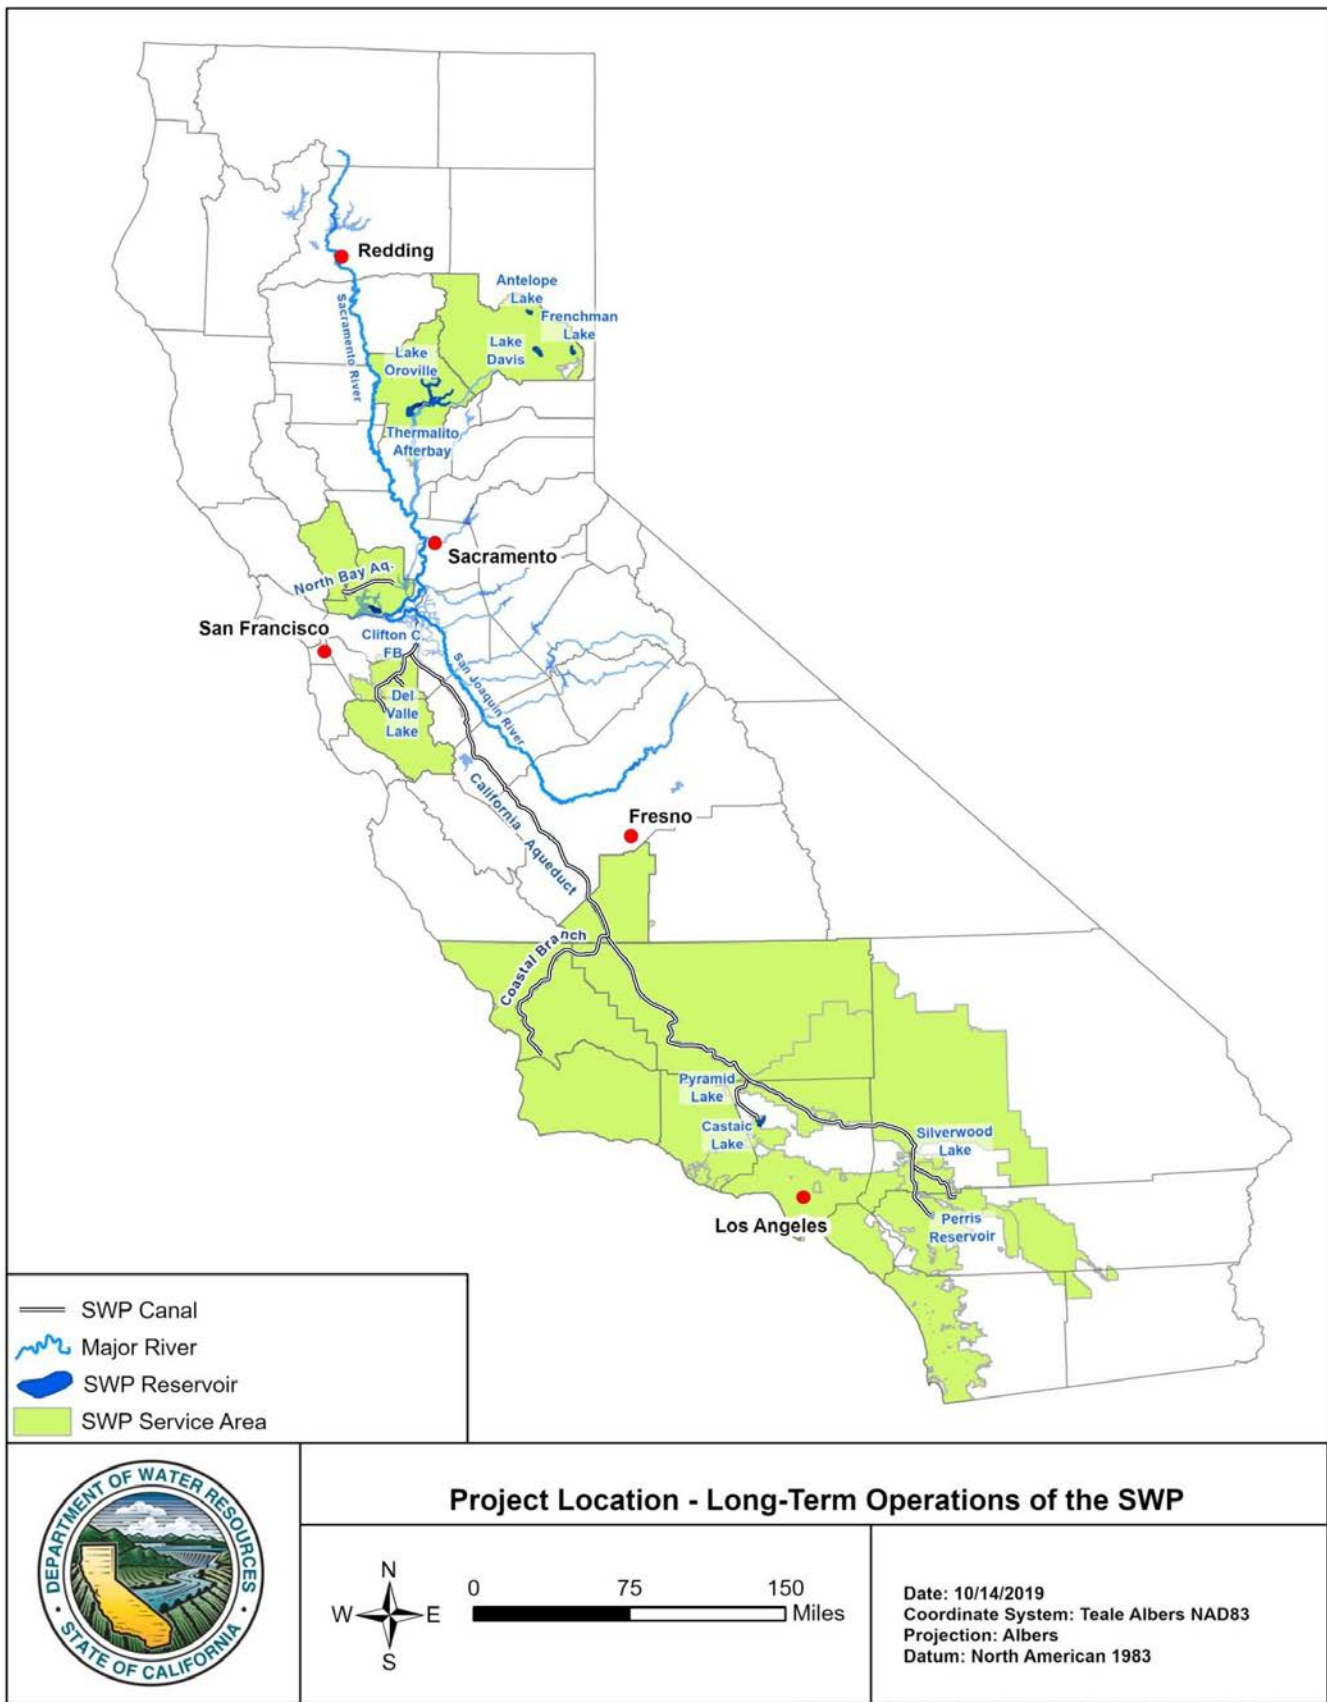 Redding
Sacramento River
Antelope
Lake
Frenchman
Lake
Lake
Davis
Lake
Oroville
Thermalito
Afterbay
Sacramento
North Bay Aq.
San Francisco
Clifton C.
FB
San Joaquin River
Del
Valle
Lake
California Aqueduct
Fresno
Coastal Branch
Pyramid
Lake
Castaic
Lake
Silverwood
Lake
Los Angeles
Perris
Reservoir
SWP Canal
Major River
SWP Reservoir
SWP Service Area
DEPARTMENT OF WATER RESOURCES
• STATE OF CALIFORNIA •
Project Location - Long-Term Operations of the SWP
N
W E
S
0 75 150
Miles
Date: 10/14/2019
Coordinate System: Teale Albers NAD83
Projection: Albers
Datum: North American 1983